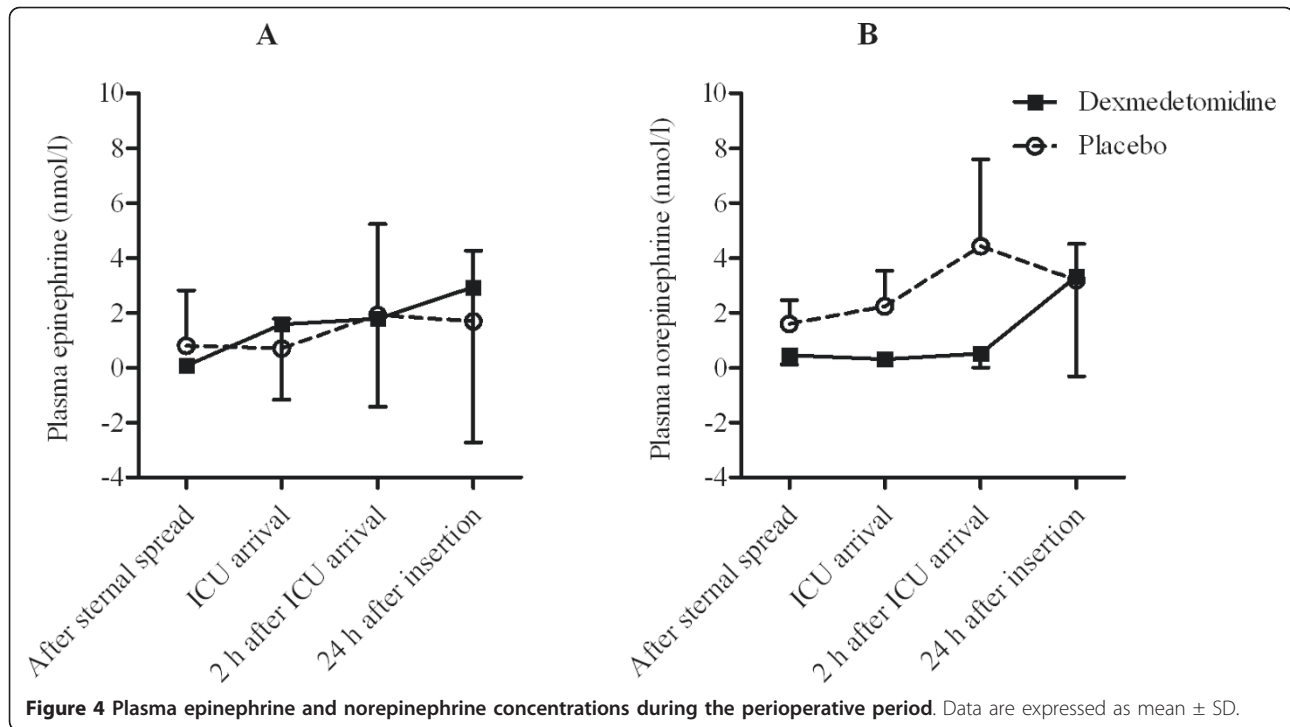 A
B
10
8
6
4
2
0
-2
-4
Plasma epinephrine (nmol/l)
After sternal spread
ICU arrival
2 h after ICU arrival
24 h after insertion
10
8
6
4
2
0
-2
-4
Plasma norepinephrine (nmol/l)
After sternal spread
ICU arrival
2 h after ICU arrival
24 h after insertion
Dexmedetomidine
Placebo
Figure 4 Plasma epinephrine and norepinephrine concentrations during the perioperative period. Data are expressed as mean ± SD.